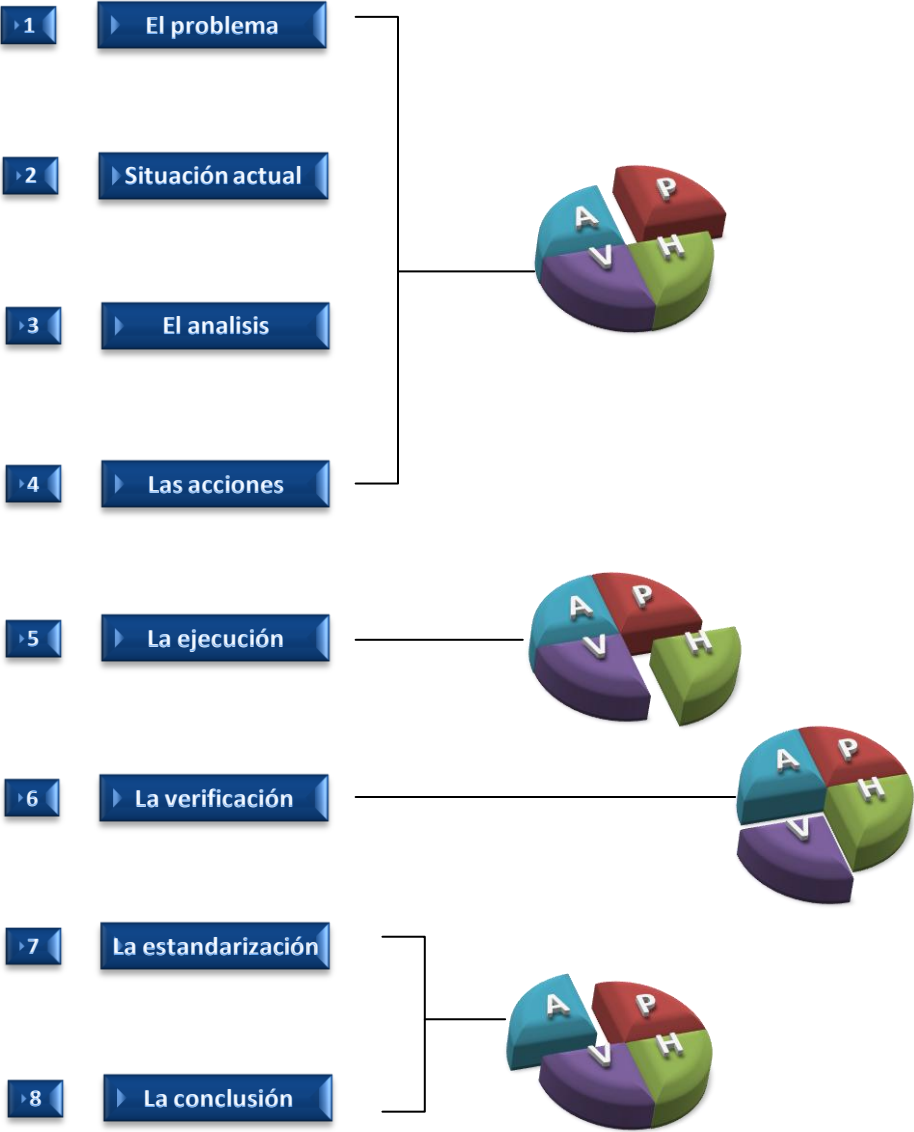 1 El problema
2 Situación actual
A P
V H
3 El analisis
4 Las acciones
A P
5 La ejecución
V H
A P
6 La verificación
V H
7 La estandarización
A P
V H
8 La conclusión